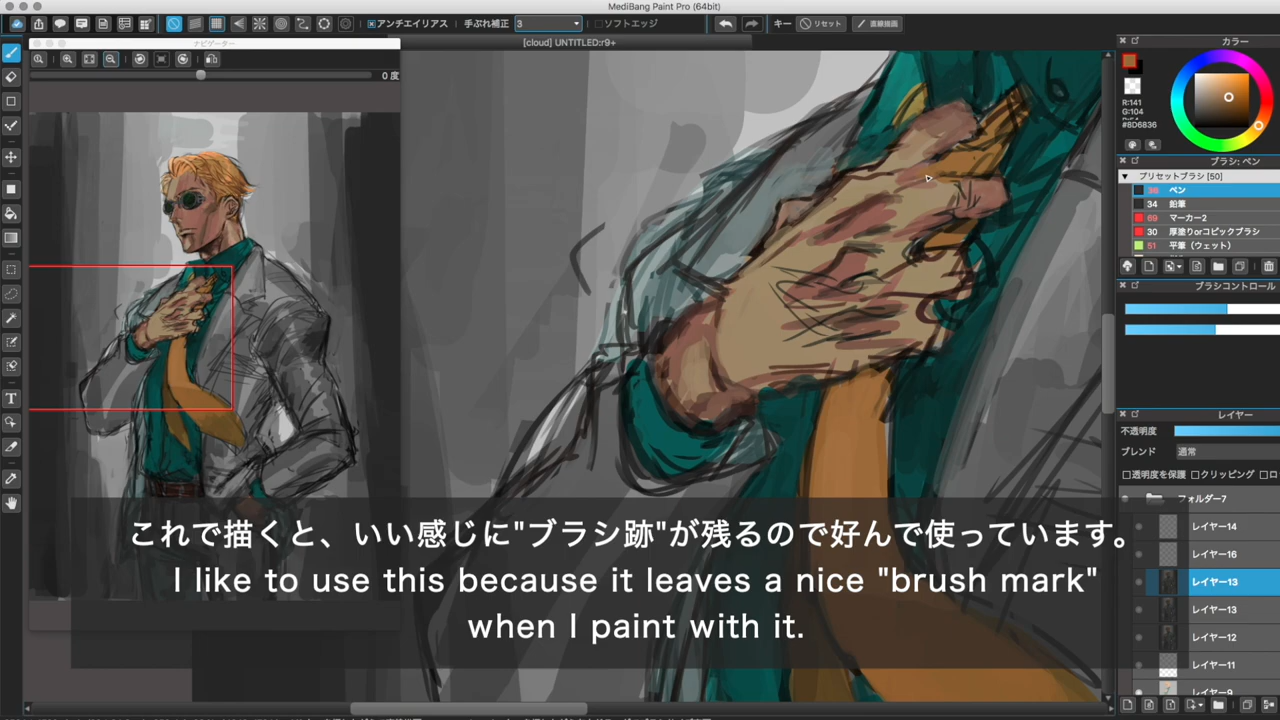 MediBang Paint Pro (64bit)
アンチエイリアス
手ぶれ補正
3
ソフトエッジ
キー
リセット
直線描画
ナビゲーター
[cloud] UNTITLED::r9+
0 度
カラー
R:141
G:104
#8D6836
ブラシ: ペン
プリセットブラシ [50]
ペン
34 鉛筆
69 マーカー2
30 厚塗りorコピックブラシ
51 平筆（ウェット）
ブラシコントロール
レイヤー
不透明度
ブレンド 通常
透明度を保護 クリッピング ロ
フォルダー7
レイヤー14
レイヤー16
レイヤー13
レイヤー13
レイヤー12
レイヤー11
レイヤー9
これで描くと、いい感じに"ブラシ跡"が残るので好んで使っています。
I like to use this because it leaves a nice "brush mark"
when I paint with it.